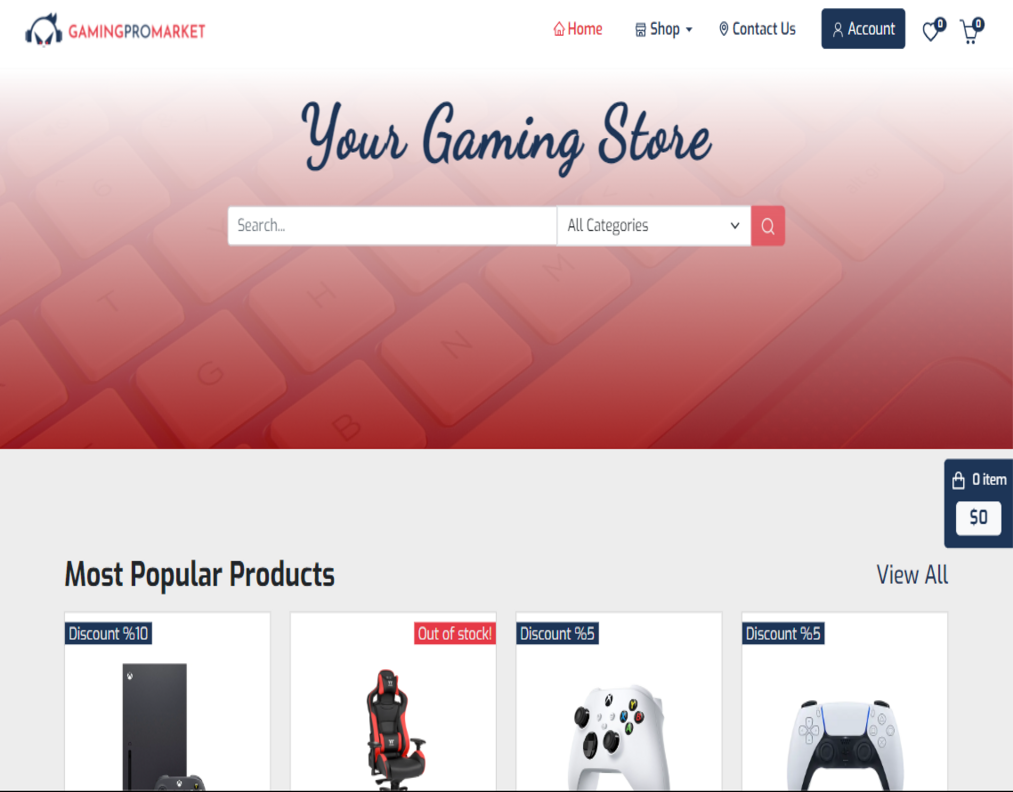 GAMINGPROMARKET
Home
Shop
Contact Us
Account
0
0
Your Gaming Store
Search...
All Categories
T
H
M
G
N
B
0 item
$0
Most Popular Products
View All
Discount %10
Out of stock!
Discount %5
Discount %5